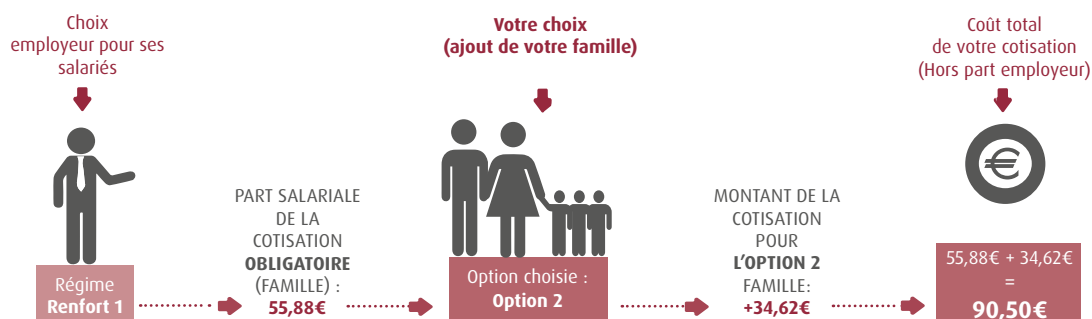 Choix
employeur pour ses
salariés
Régime
Renfort 1
PART SALARIALE
DE LA
COTISATION
OBLIGATOIRE
(FAMILLE) :
55,88€
Votre choix
(ajout de votre famille)
Option choisie :
Option 2
MONTANT DE LA
COTISATION
POUR
L'OPTION 2
FAMILLE:
+34,62€
Coût total
de votre cotisation
(Hors part employeur)
€
55,88€ + 34,62€
=
90,50€